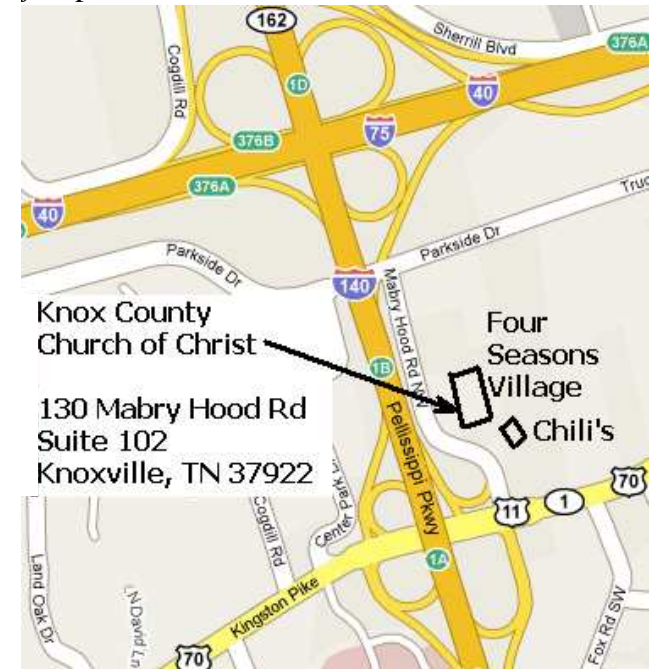 162
Sherrill Blvd
376A
Cogdill Rd
1D
40
75
376B
376A
40
Truc
Parkside Dr
Parkside Dr
140
Mabry Hood Rd NW
Knox County
Church of Christ
Four
Seasons
Village
1B
130 Mabry Hood Rd
Suite 102
Knoxville, TN 37922
Chili's
Pellissippi Pkwy
70
11
1
Cogdill Rd
Center Park
1A
Land Oak Dr
N David Ln
Kingston Pike
Fox Rd SW
70